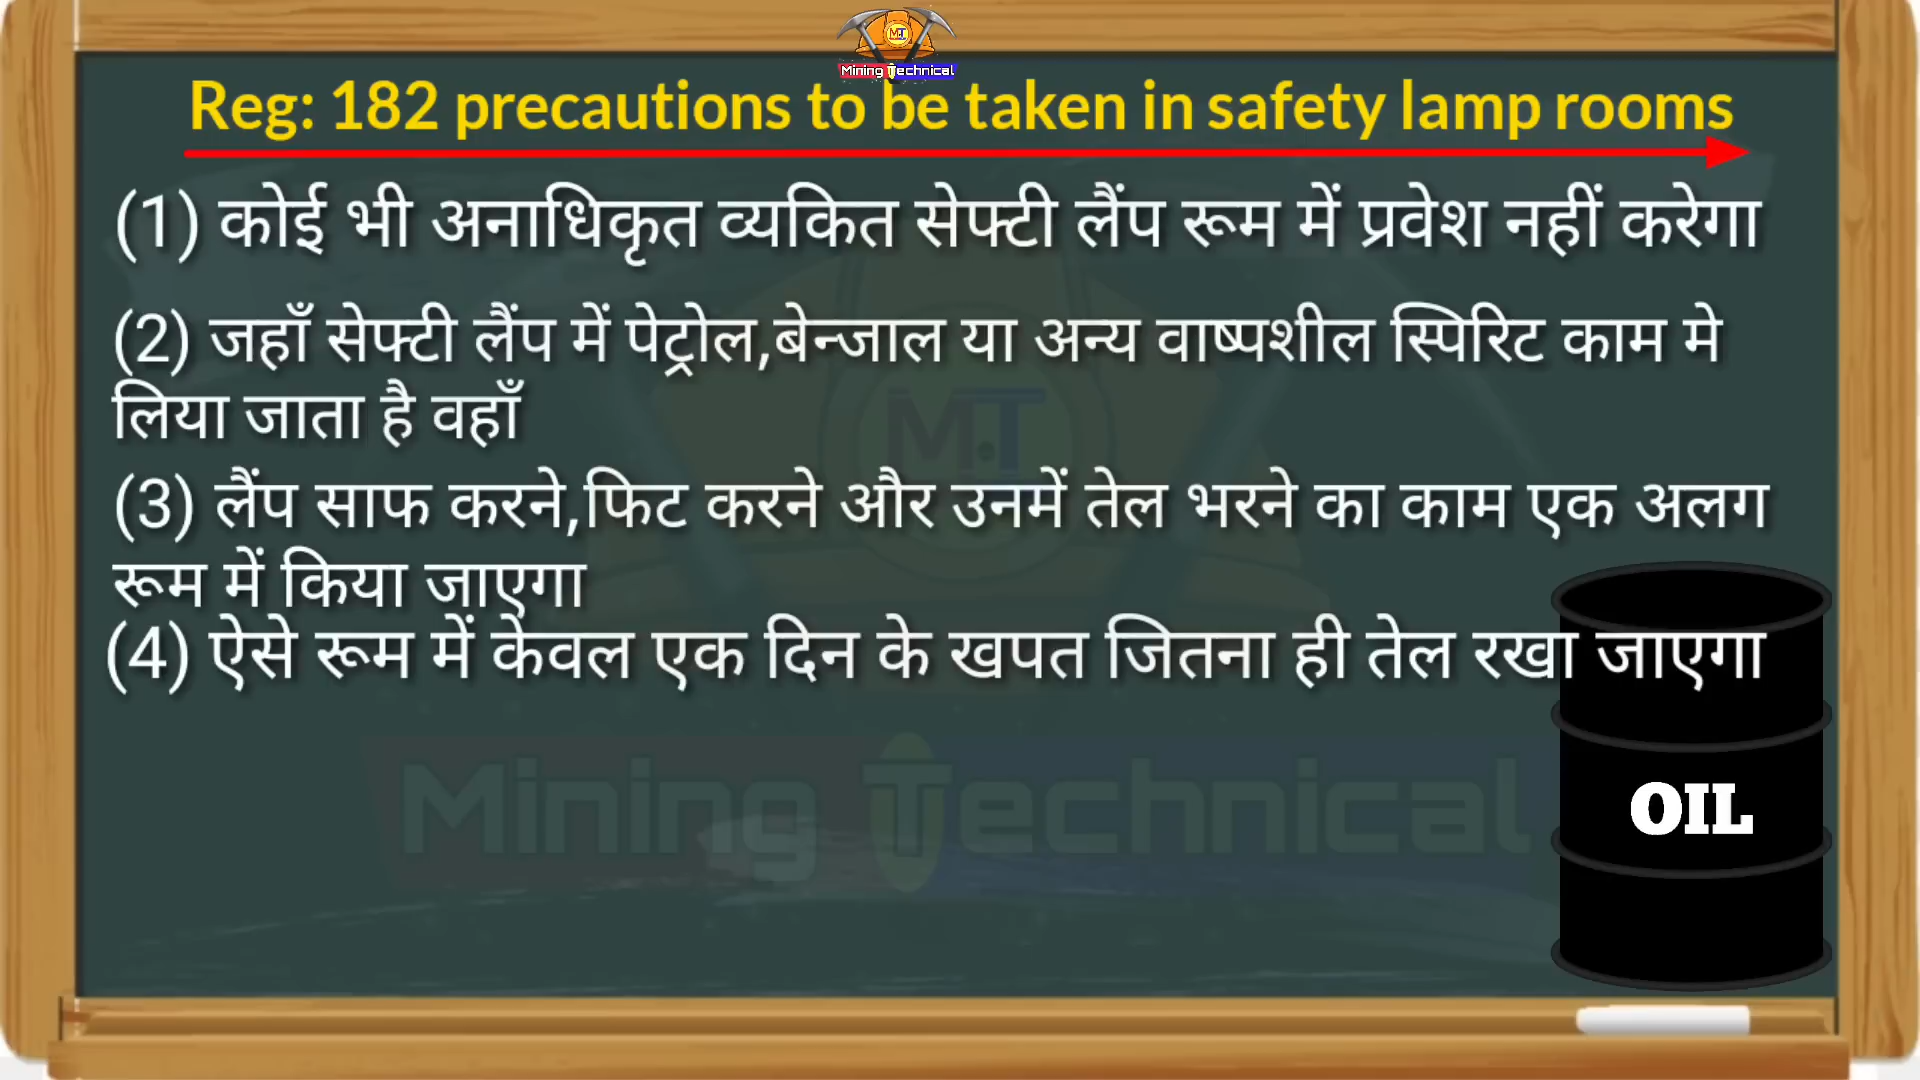 MT
Mining Technical
Reg: 182 precautions to be taken in safety lamp rooms
(1) कोई भी अनाधिकृत व्यकित सेफ्टी लैंप रूम में प्रवेश नहीं करेगा
(2) जहाँ सेफ्टी लैंप में पेट्रोल,बेन्जाल या अन्य वाष्पशील स्पिरिट काम मे
लिया जाता है वहाँ
(3) लैंप साफ करने,फिट करने और उनमें तेल भरने का काम एक अलग
रूम में किया जाएगा
(4) ऐसे रूम में केवल एक दिन के खपत जितना ही तेल रखा जाएगा
M.T
Mining Technical
OIL